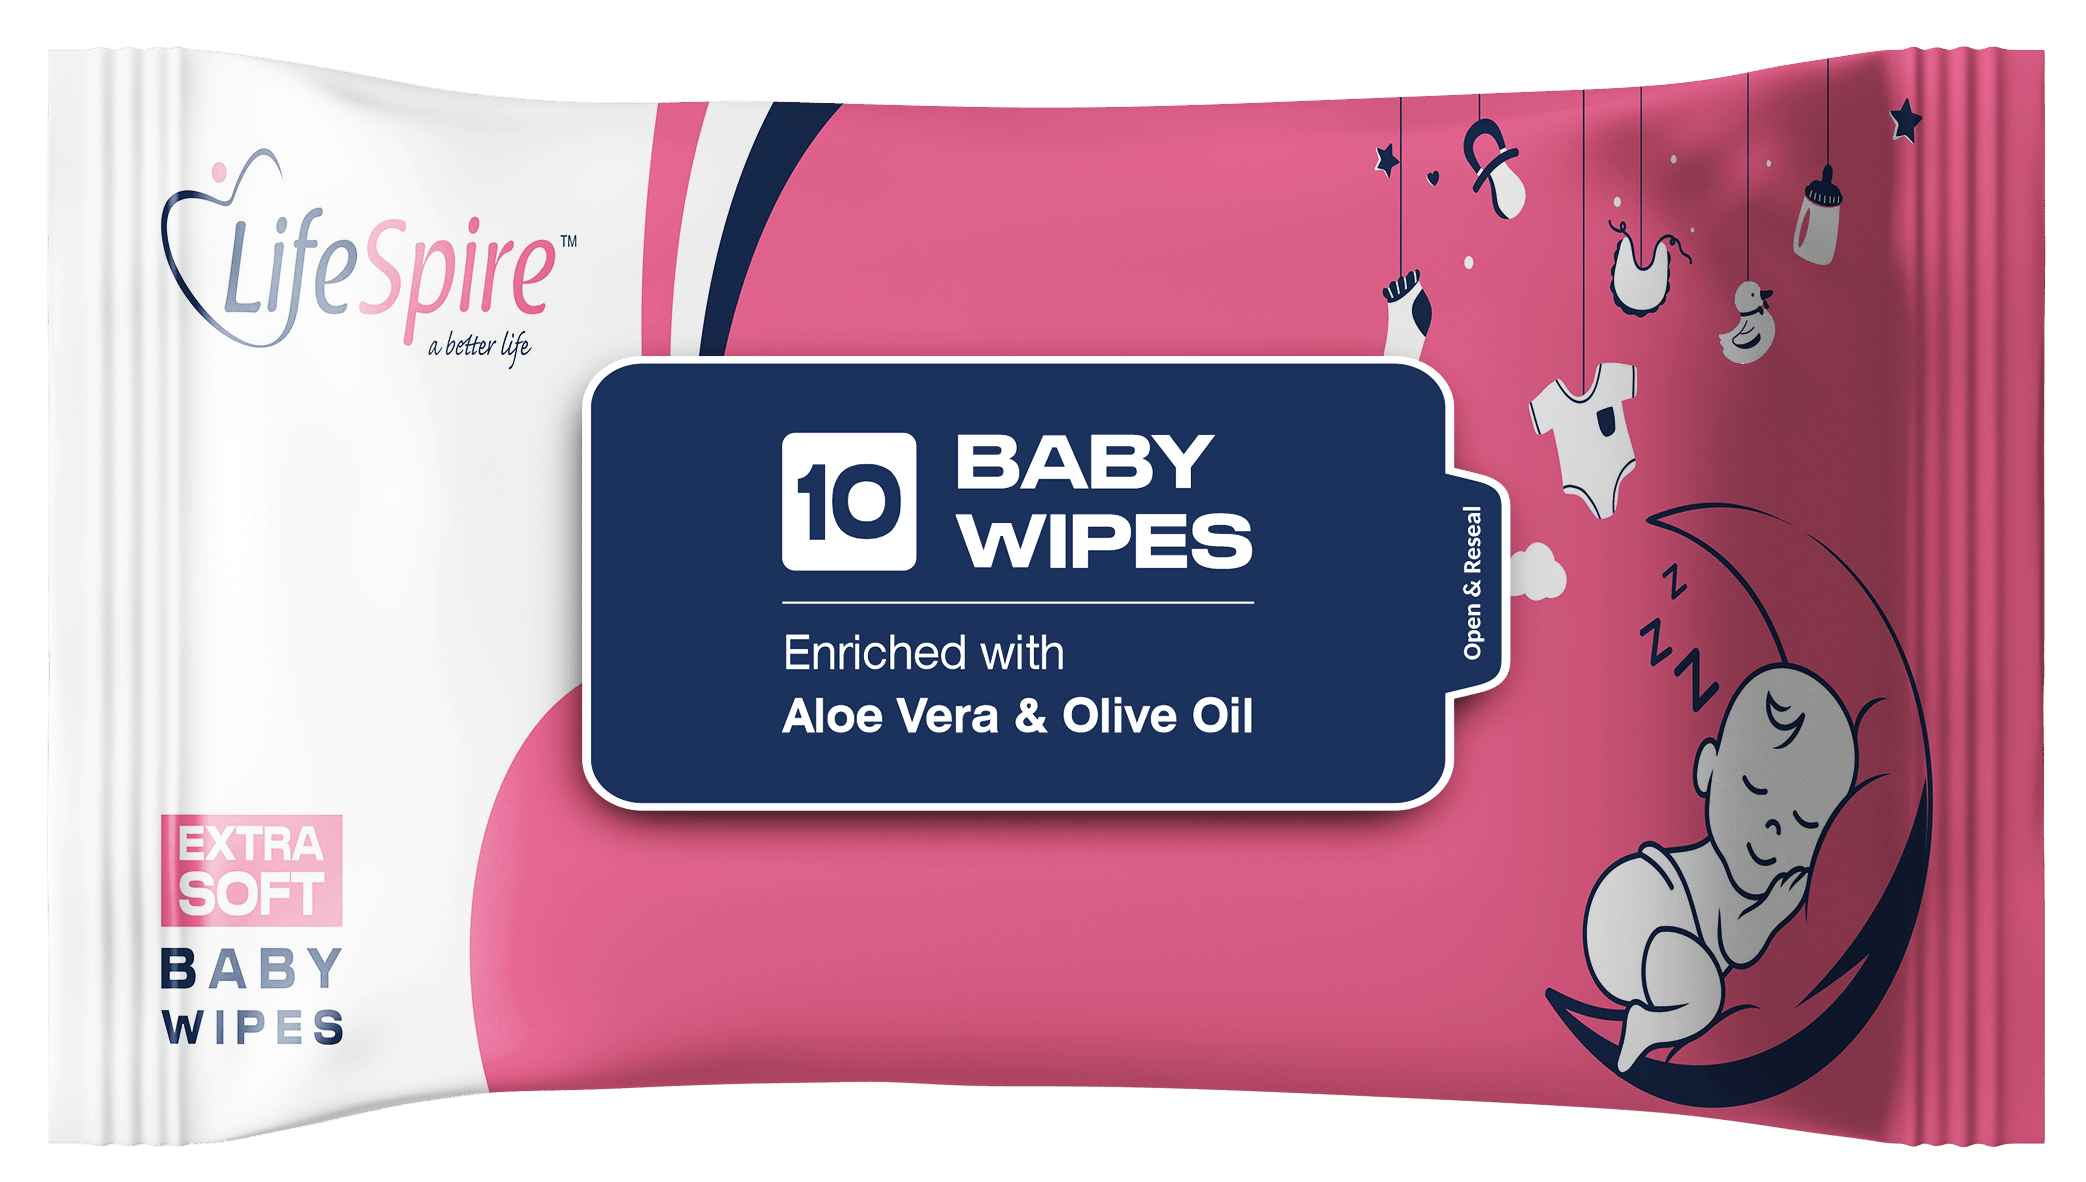 LifeSpire™
a better life
10
BABY
WIPES
Enriched with
Aloe Vera & Olive Oil
Open & Reseal
z
z
z
EXTRA
SOFT
BABY
WIPES